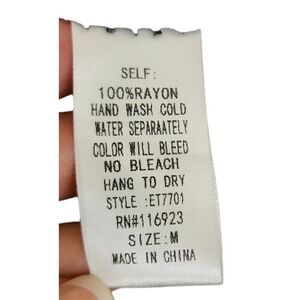 SELF:
100%RAYON
HAND WASH COLD
WATER SEPARAATELY
COLOR WILL BLEED
NO BLEACH
HANG TO DRY
STYLE :ET7701
RN#116923
SIZE:M
MADE IN CHINA